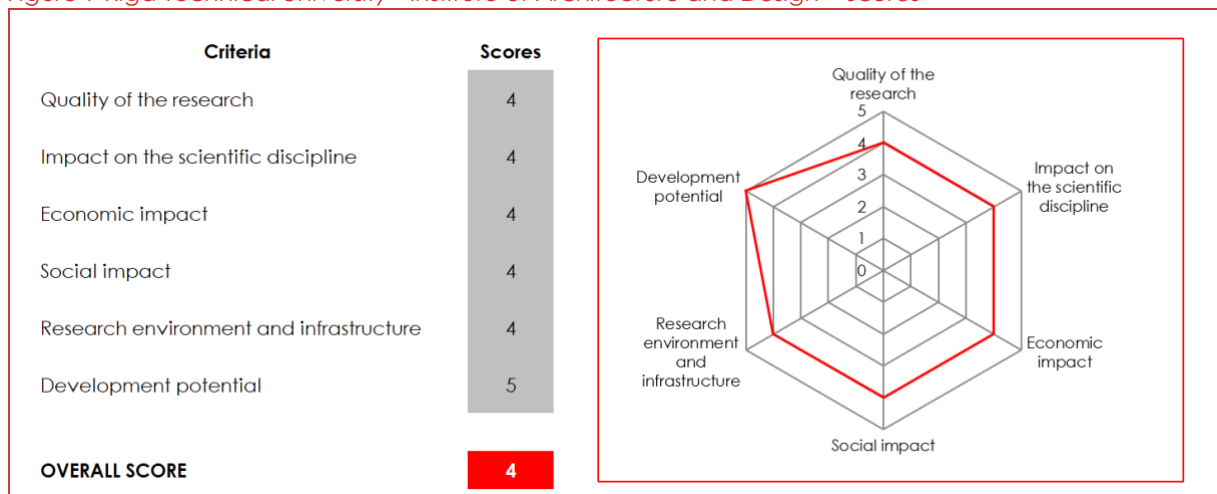 Criteria Scores
Quality of the research 4
Impact on the scientific discipline 4
Economic impact 4
Social impact 4
Research environment and infrastructure 4
Development potential 5
OVERALL SCORE 4
Quality of the
research
5
4
3
2
1
0
Impact on
the scientific
discipline
Economic
impact
Social impact
Research
environment
and
infrastructure
Development
potential